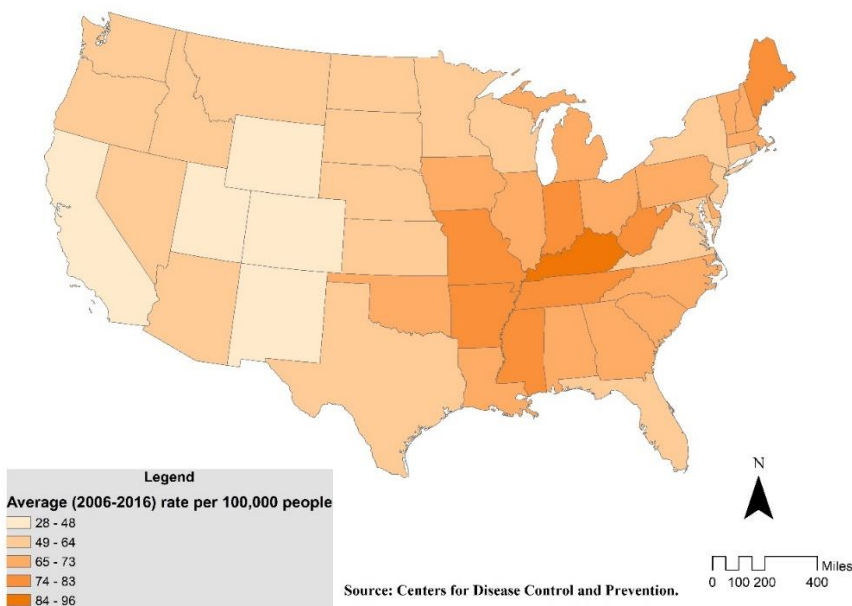 N
Legend
Average (2006-2016) rate per 100,000 people
28 - 48
49 - 64
65 - 73
74 - 83
84 - 96
Miles
0 100 200 400
Source: Centers for Disease Control and Prevention.